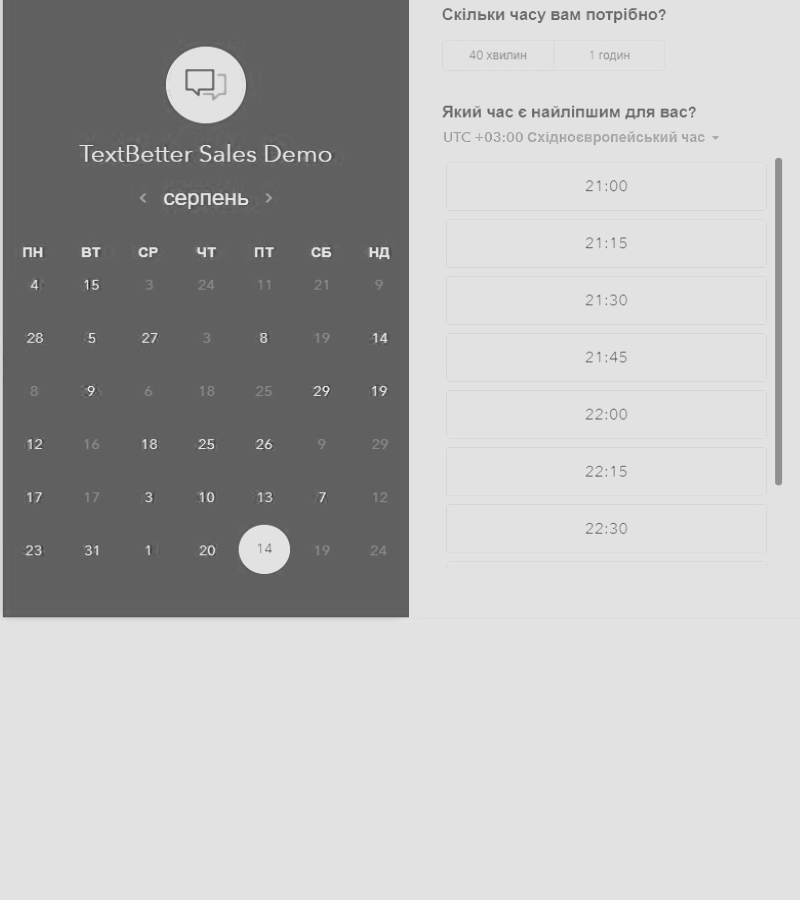 TextBetter Sales Demo
< серпень >
ПН ВТ СР ЧТ ПТ СБ НД
4 15 3 24 11 21 9
28 5 27 3 8 19 14
8 9 6 18 25 29 19
12 16 18 25 26 9 29
17 17 3 10 13 7 12
23 31 1 20 14 19 24
Скільки часу вам потрібно?
40 хвилин 1 годин
Який час є найліпшим для вас?
UTC +03:00 Східноєвропейський час
21:00
21:15
21:30
21:45
22:00
22:15
22:30